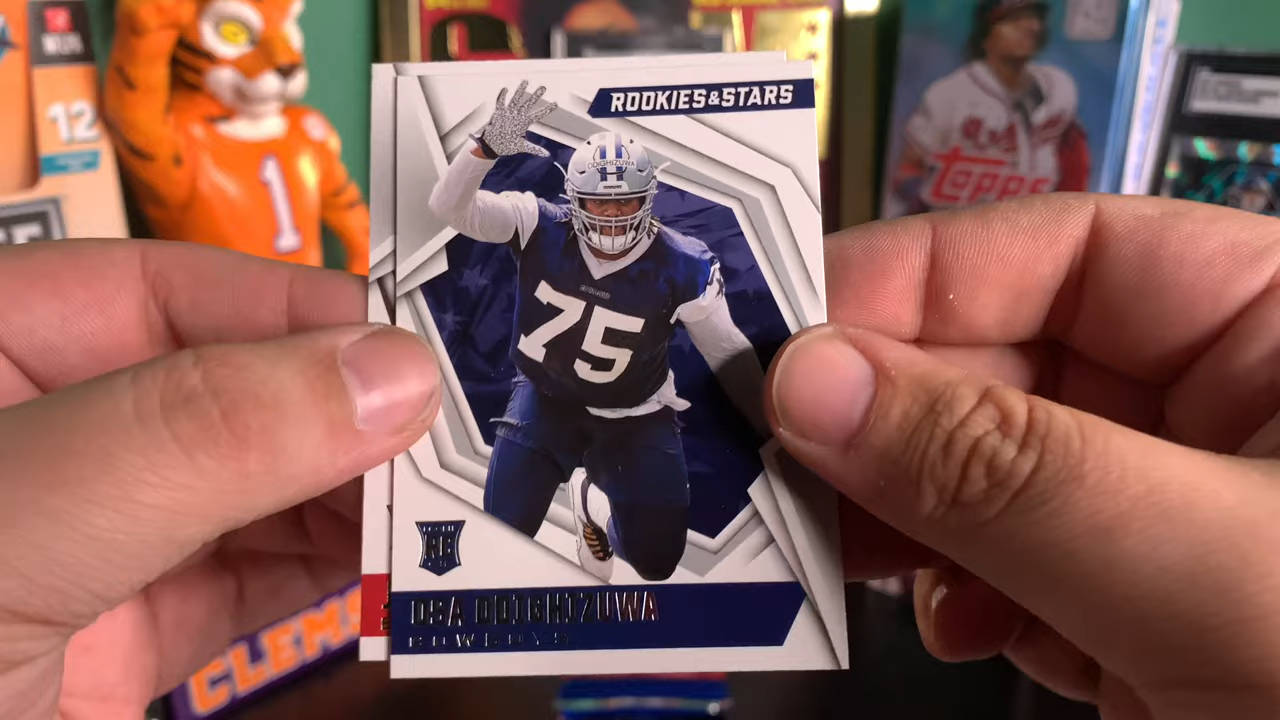 12
1
ROOKIES&STARS
Topps
ODIGHIZUWA
75
RC
OSA ODIGHIZUWA
COWBOYS
CLEMS